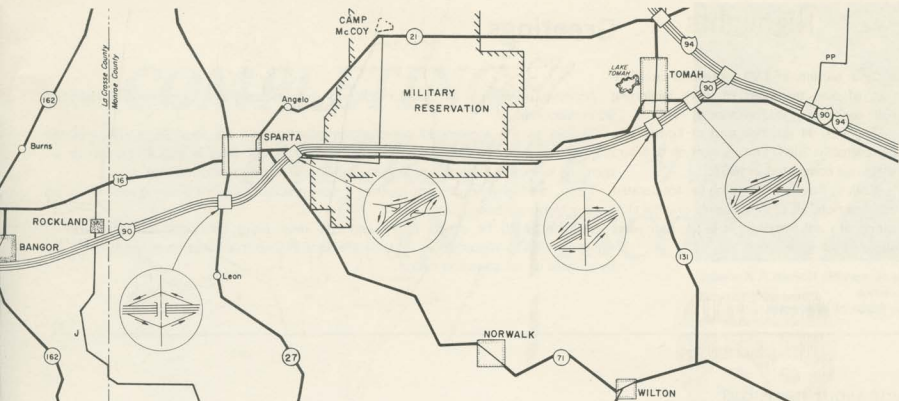 CAMP
McCOY
21
94
PP
LAKE
TOMAH
TOMAH
90
90
94
162
La Crosse County
Monroe County
Angelo
MILITARY
RESERVATION
Burns
SPARTA
16
ROCKLAND
90
BANGOR
Leon
131
J
162
27
NORWALK
71
WILTON